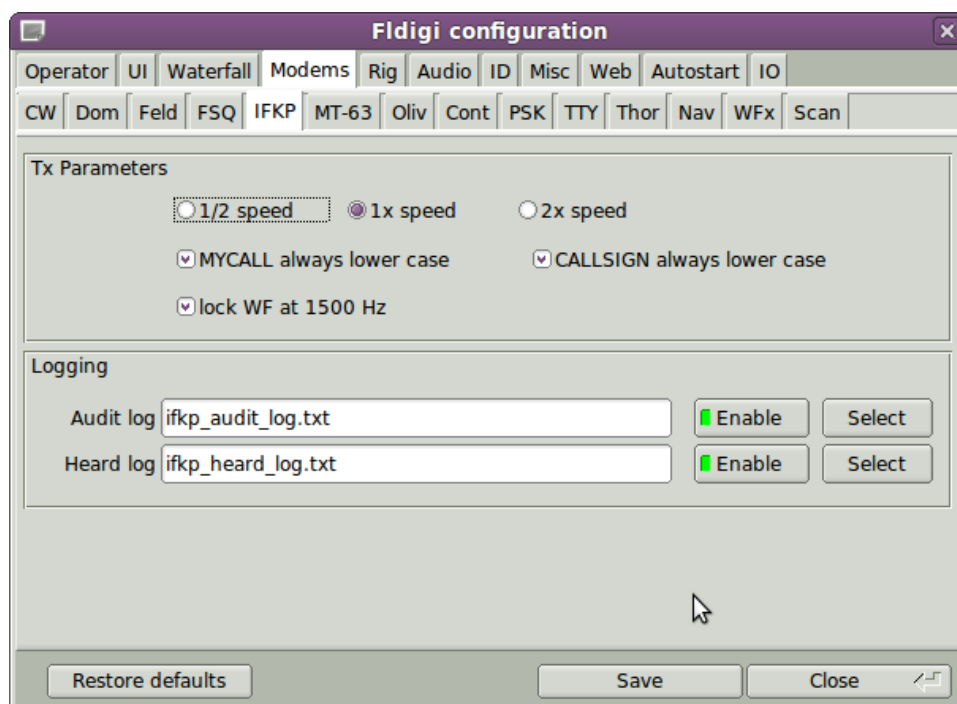 Fldigi configuration
Operator UI Waterfall Modems Rig Audio ID Misc Web Autostart IO
CW Dom Feld FSQ IFKP MT-63 Oliv Cont PSK TTY Thor Nav WFx Scan
Tx Parameters
1/2 speed 1x speed 2x speed
MYCALL always lower case CALLSIGN always lower case
lock WF at 1500 Hz
Logging
Audit log ifkp_audit_log.txt Enable Select
Heard log ifkp_heard_log.txt Enable Select
Restore defaults Save Close